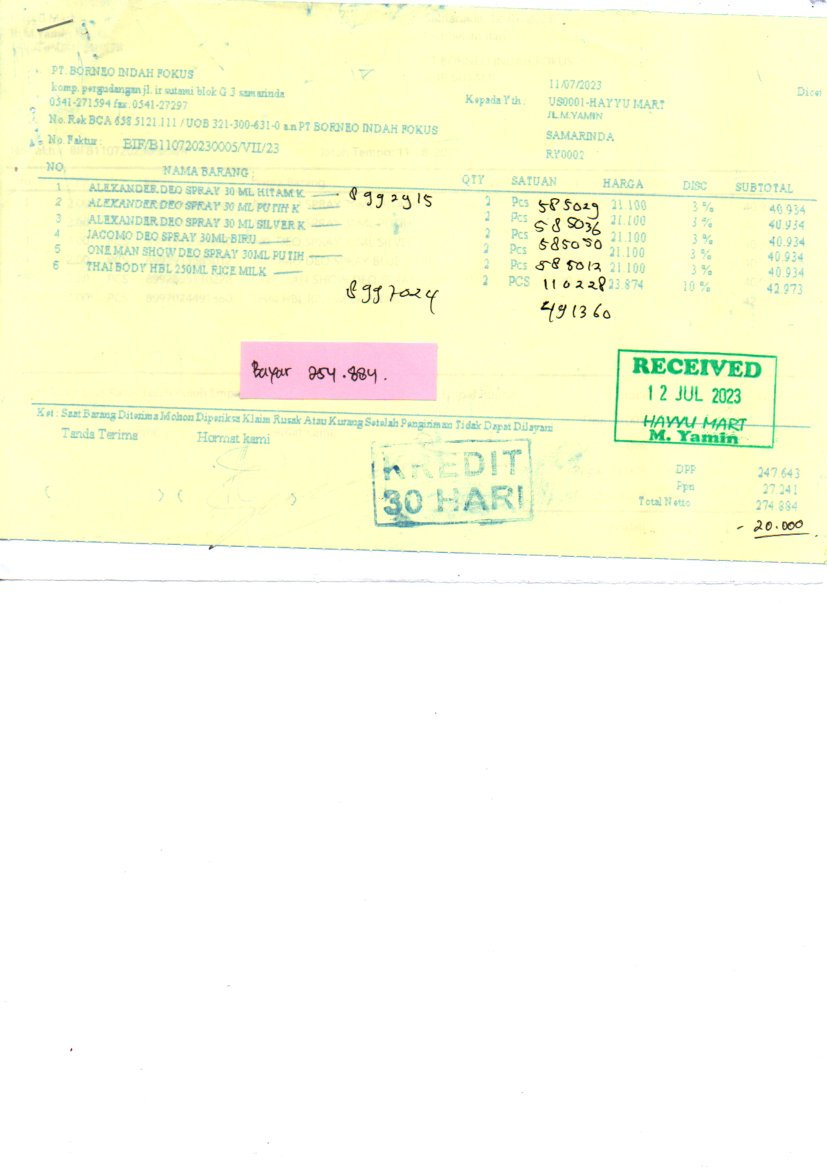 PT. BORNEO INDAH FOKUS
komp. pergudangan jl. ir sutami blok G 3 samarinda
0541-271594 fax. 0541-27297
No. Rek BCA 658 5121 111 / UOB 321-300-631-0 a.n PT BORNEO INDAH FOKUS
No. Faktur : BIF/B110720230005/VII/23
11/07/2023
Kepada Yth : US0001-HAYYU MART
JL.M.YAMIN
SAMARINDA
RY0002
Dicet
NO. NAMA BARANG QTY SATUAN HARGA DISC SUBTOTAL
1 ALEXANDER DEO SPRAY 30 ML HITAM K 8992915 2 Pcs 585029 21.100 3 % 40.934
2 ALEXANDER DEO SPRAY 30 ML PUTIH K 2 Pcs 585036 21.100 3 % 40.934
3 ALEXANDER DEO SPRAY 30 ML SILVER K 2 Pcs 585050 21.100 3 % 40.934
4 JACOMO DEO SPRAY 30ML BIRU 2 Pcs 585012 21.100 3 % 40.934
5 ONE MAN SHOW DEO SPRAY 30ML PUTIH 2 Pcs 110228 21.100 3 % 40.934
6 THAI BODY HBL 250ML RICE MILK 8997024 2 PCS 491360 23.874 10 % 42.973
Bayar 254.884.
RECEIVED
12 JUL 2023
HAYYU MART
M. Yamin
Ket : Saat Barang Diterima Mohon Diperiksa Klaim Rusak Atau Kurang Setelah Pengiriman Tidak Dapat Dilayani
Tanda Terima Hormat kami
KREDIT
30 HARI
( ) ( )
DPP 247.643
Ppn 27.241
Total Netto 274.884
- 20.000